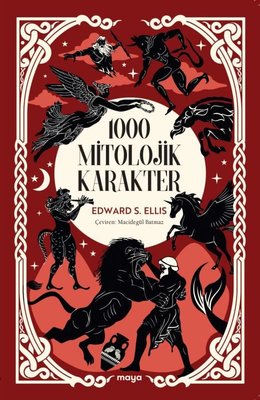 1000
MİTOLOJİK
KARAKTER
EDWARD S. ELLIS
Çeviren: Macidegül Batmaz
maya